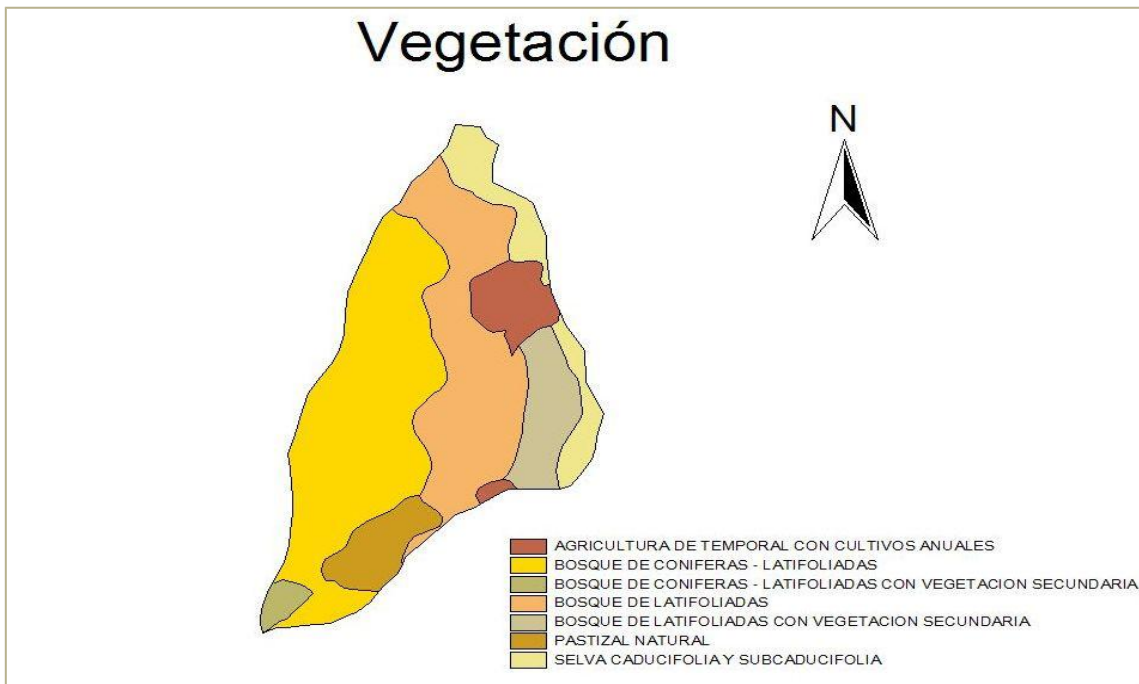 Vegetación
N
AGRICULTURA DE TEMPORAL CON CULTIVOS ANUALES
BOSQUE DE CONIFERAS - LATIFOLIADAS
BOSQUE DE CONIFERAS - LATIFOLIADAS CON VEGETACION SECUNDARIA
BOSQUE DE LATIFOLIADAS
BOSQUE DE LATIFOLIADAS CON VEGETACION SECUNDARIA
PASTIZAL NATURAL
SELVA CADUCIFOLIA Y SUBCADUCIFOLIA